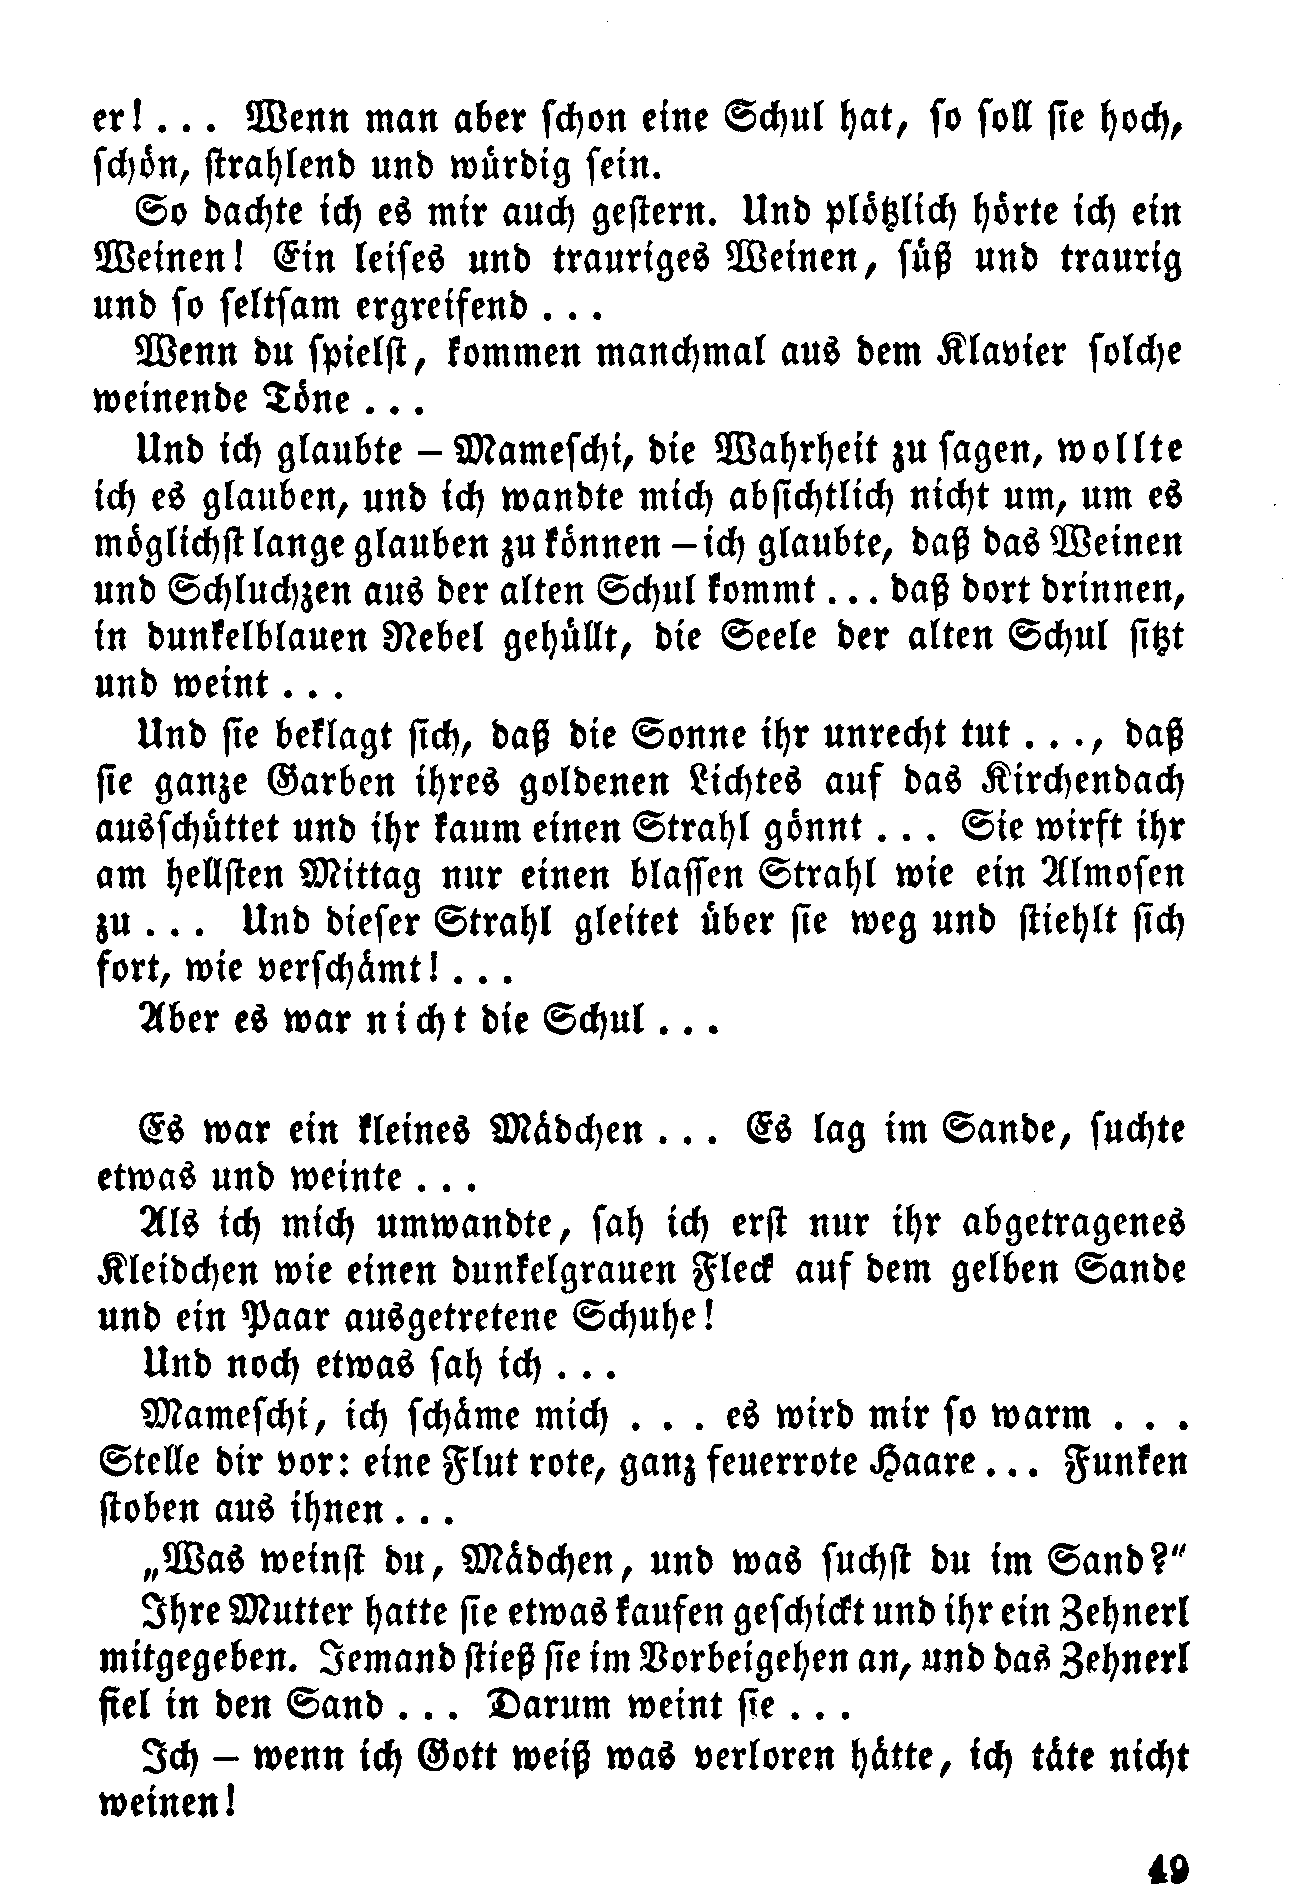 er!... Wenn man aber schon eine Schul hat, so soll sie hoch,
schön, strahlend und würdig sein.
So dachte ich es mir auch gestern. Und plötzlich hörte ich ein
Weinen! Ein leises und trauriges Weinen, süß und traurig
und so seltsam ergreifend ...
Wenn du spielst, kommen manchmal aus dem Klavier solche
weinende Töne ...
Und ich glaubte – Mameschi, die Wahrheit zu sagen, wollte
ich es glauben, und ich wandte mich absichtlich nicht um, um es
möglichst lange glauben zu können – ich glaubte, daß das Weinen
und Schluchzen aus der alten Schul kommt ... daß dort drinnen,
in dunkelblauen Nebel gehüllt, die Seele der alten Schul sitzt
und weint ...
Und sie beklagt sich, daß die Sonne ihr unrecht tut ..., daß
sie ganze Garben ihres goldenen Lichtes auf das Kirchendach
ausschüttet und ihr kaum einen Strahl gönnt ... Sie wirft ihr
am hellsten Mittag nur einen blassen Strahl wie ein Almosen
zu ... Und dieser Strahl gleitet über sie weg und stiehlt sich
fort, wie verschämt! ...
Aber es war nicht die Schul ...
Es war ein kleines Mädchen ... Es lag im Sande, suchte
etwas und weinte ...
Als ich mich umwandte, sah ich erst nur ihr abgetragenes
Kleidchen wie einen dunkelgrauen Fleck auf dem gelben Sande
und ein Paar ausgetretene Schuhe!
Und noch etwas sah ich ...
Mameschi, ich schäme mich ... es wird mir so warm ...
Stelle dir vor: eine Flut rote, ganz feuerrote Haare ... Funken
stoben aus ihnen ...
„Was weinst du, Mädchen, und was suchst du im Sand?“
Ihre Mutter hatte sie etwas kaufen geschickt und ihr ein Zehnerl
mitgegeben. Jemand stieß sie im Vorbeigehen an, und das Zehnerl
fiel in den Sand ... Darum weint sie ...
Ich – wenn ich Gott weiß was verloren hätte, ich täte nicht
weinen!
49